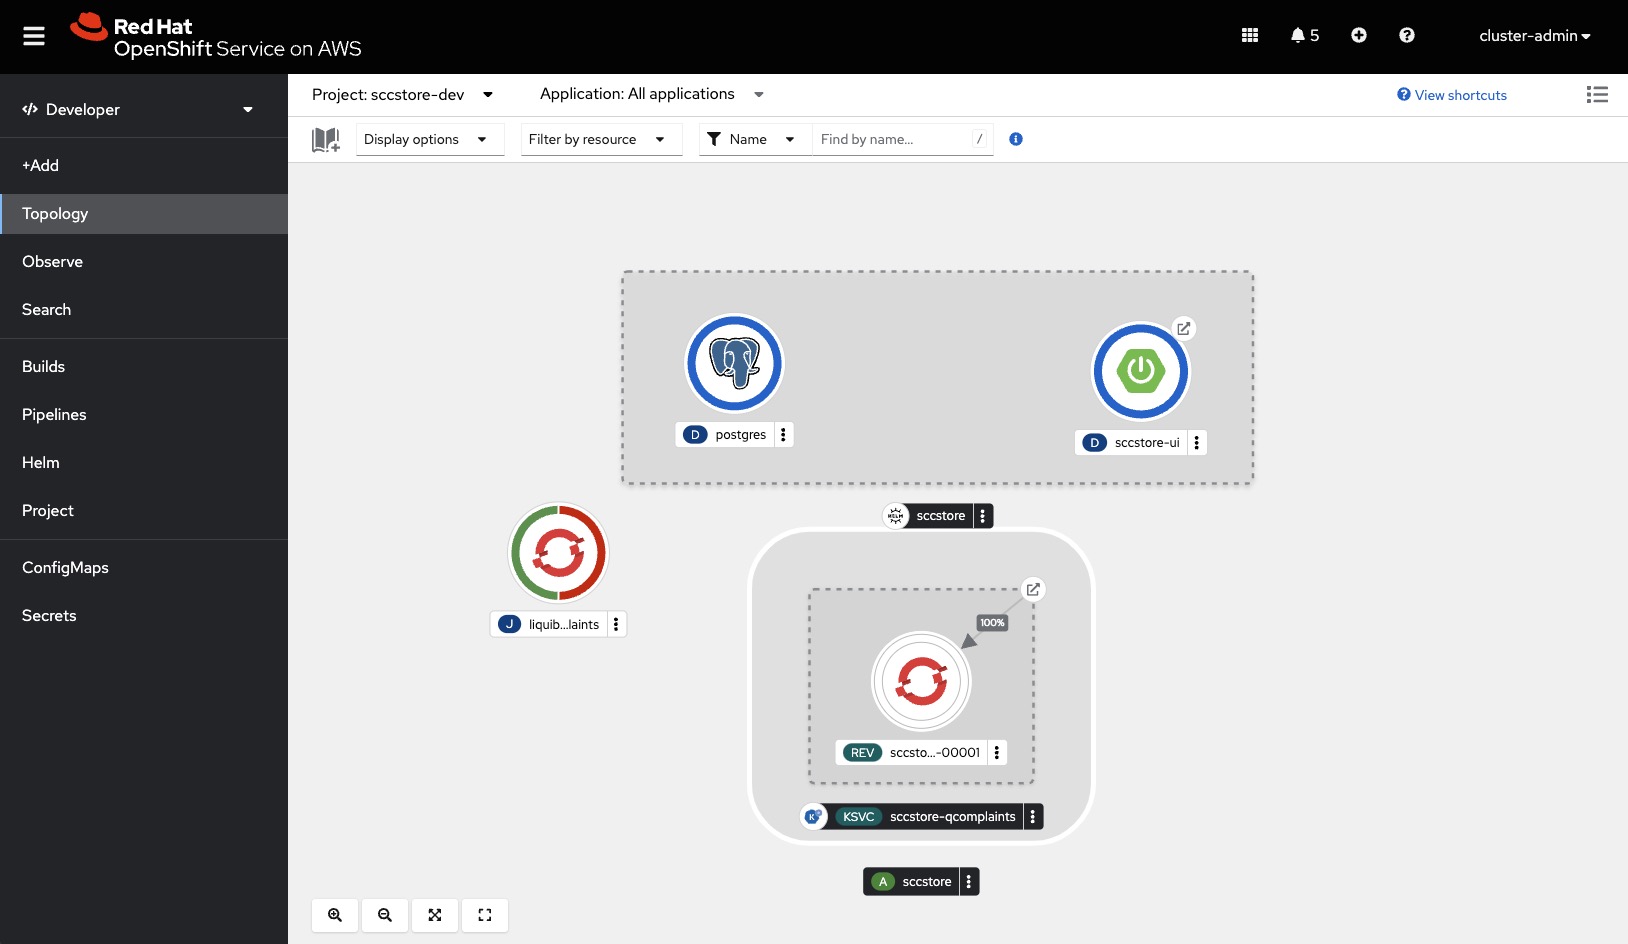 Red Hat
OpenShift Service on AWS
5
cluster-admin
Developer
Project: sccstore-dev
Application: All applications
View shortcuts
Display options
Filter by resource
Name
Find by name...
/
+Add
Topology
Observe
Search
Builds
Pipelines
Helm
Project
ConfigMaps
Secrets
D postgres
D sccstore-ui
HELM sccstore
J liquib...laints
100%
REV sccsto...-00001
K KSVC sccstore-qcomplaints
A sccstore